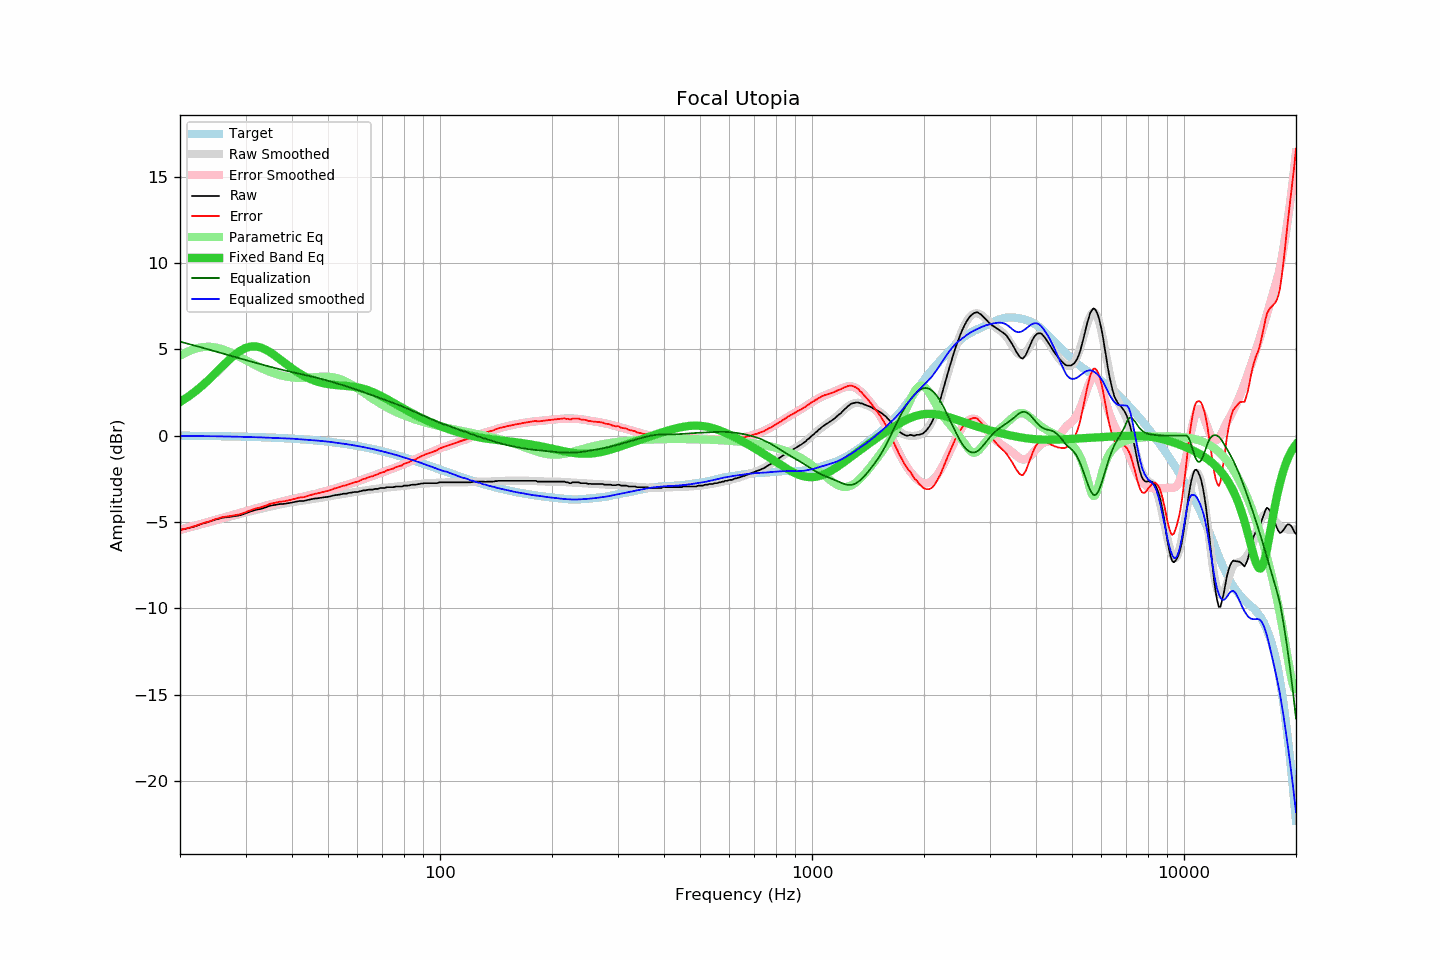 Focal Utopia
Target
Raw Smoothed
Error Smoothed
Raw
Error
Parametric Eq
Fixed Band Eq
Equalization
Equalized smoothed
15
10
5
0
−5
−10
−15
−20
Amplitude (dBr)
100
1000
10000
Frequency (Hz)